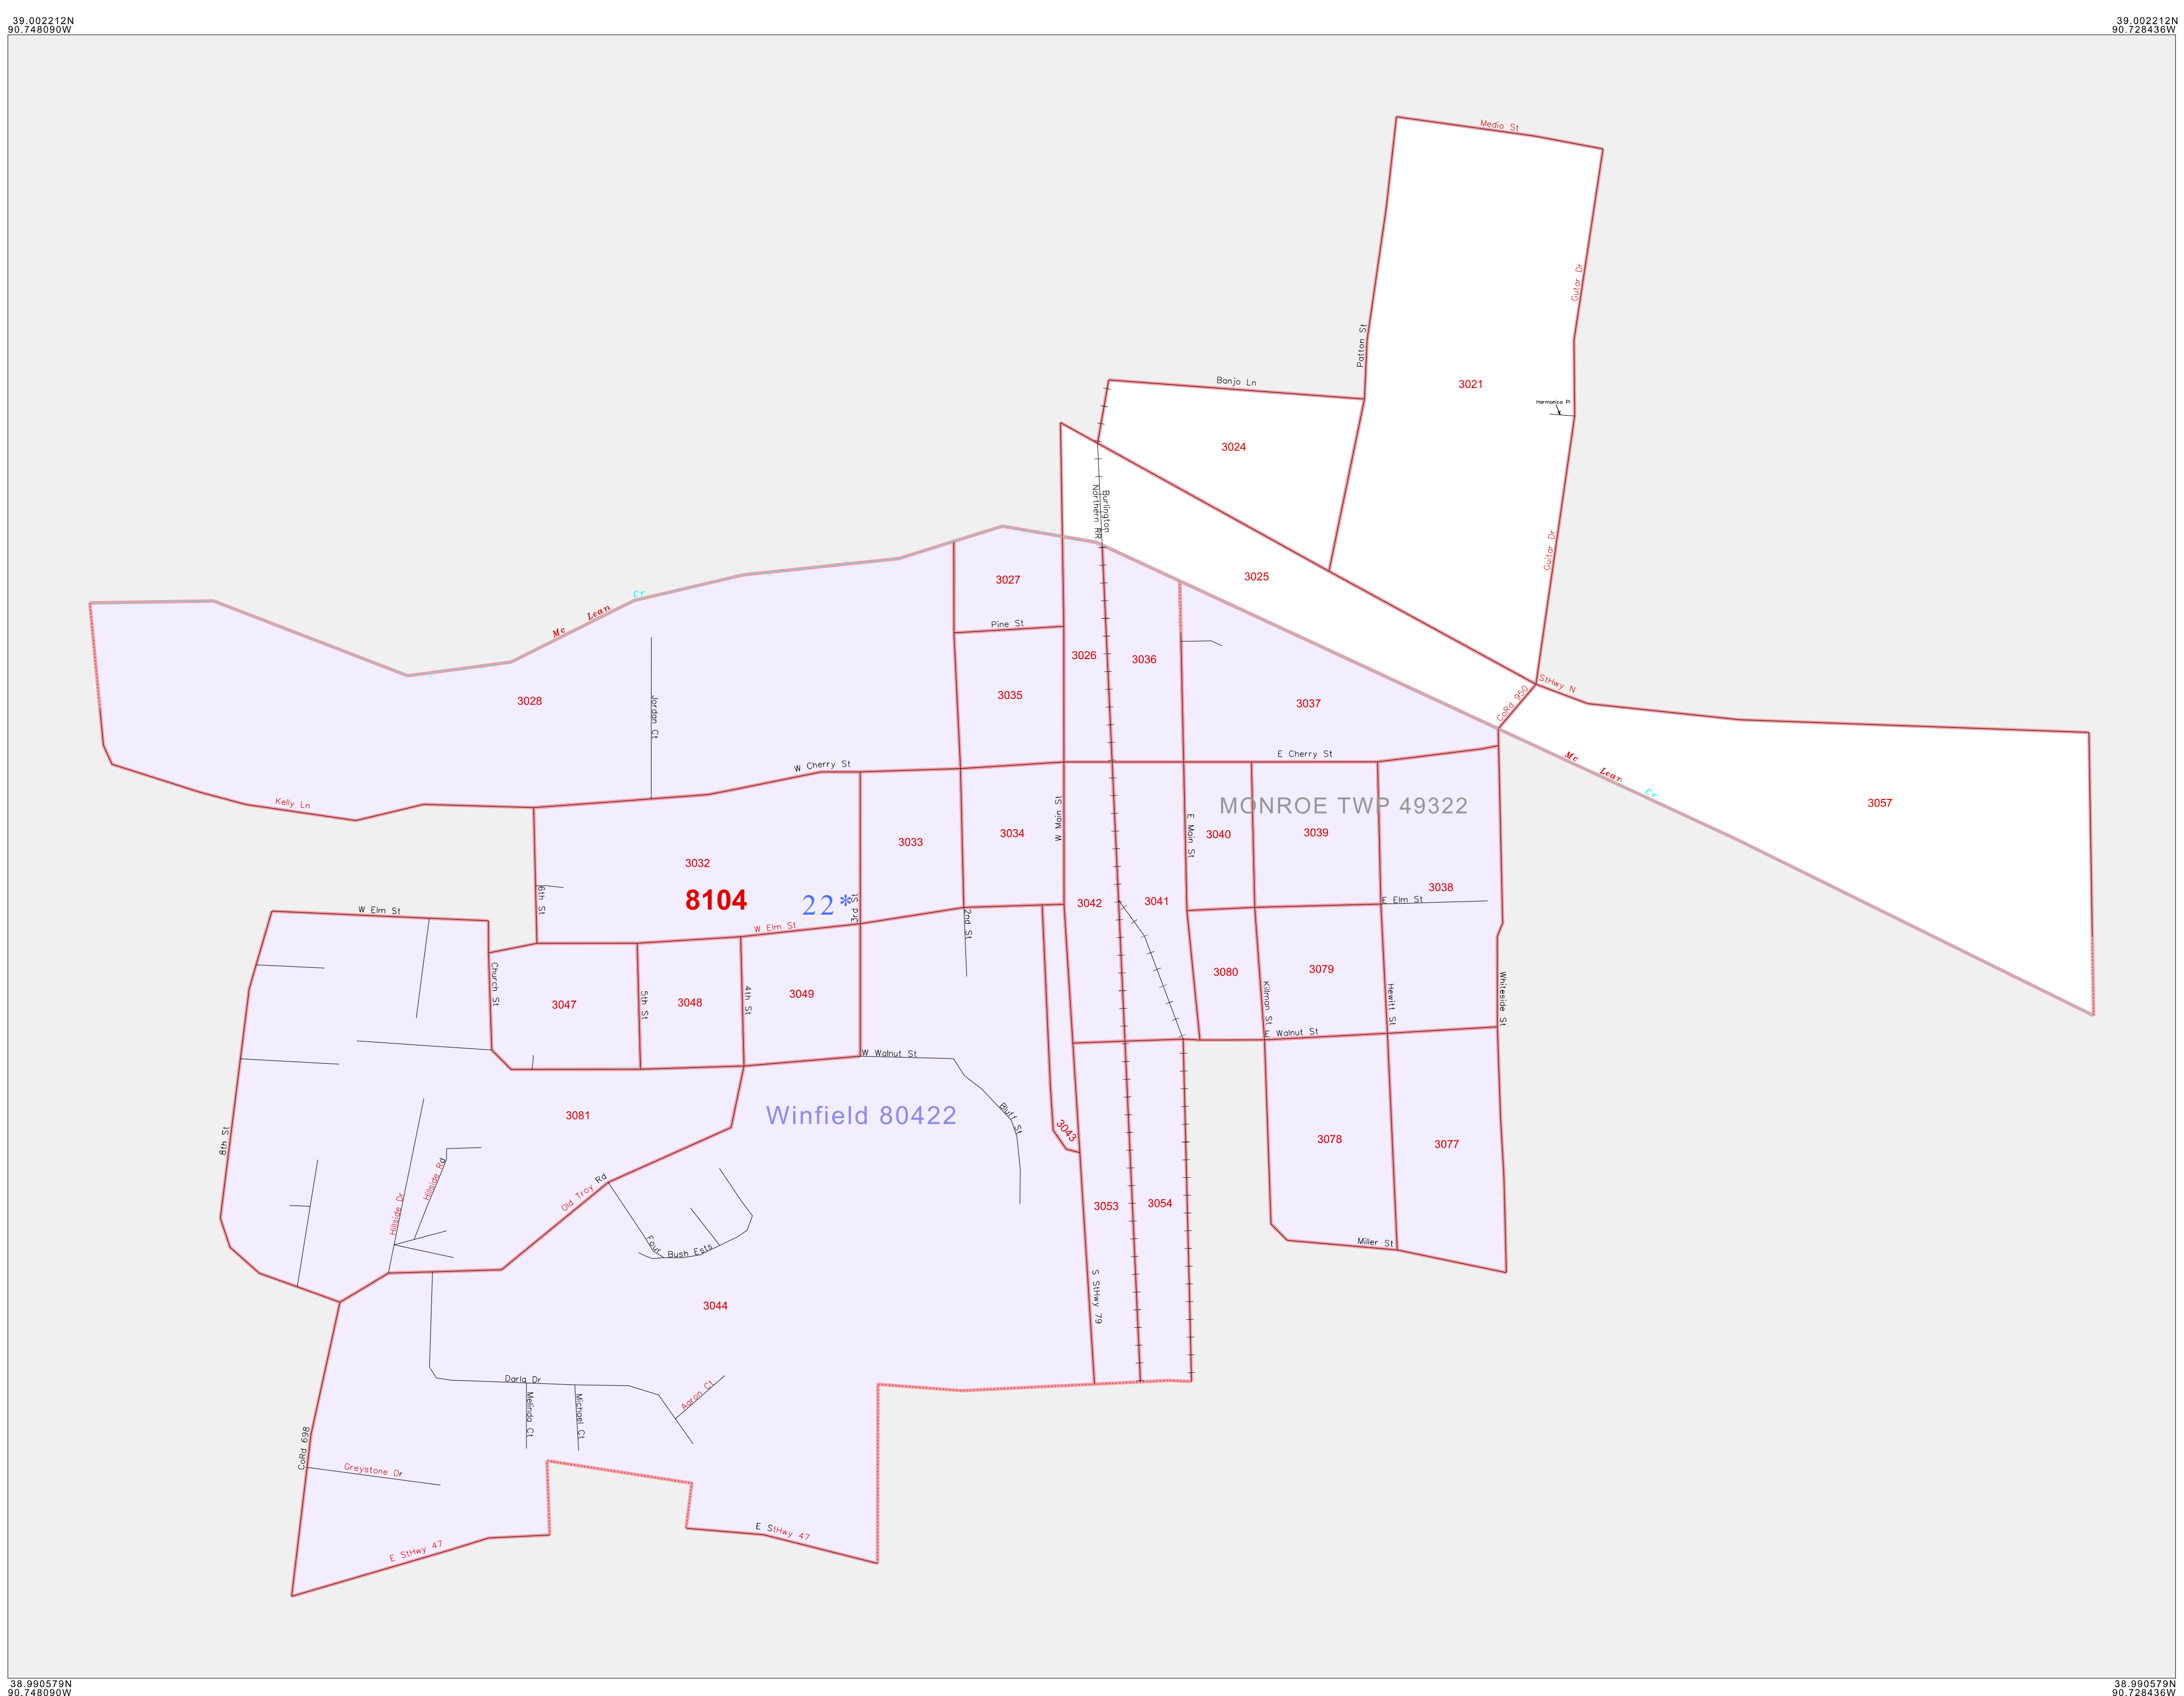 39.002212N
90.748090W
39.002212N
90.728436W
Medio St
Gutar Dr
Patton St
Banjo Ln
3021
Harmonica Pl
3024
Burlington
Northern RR
Guitar Dr
3025
3027
Mc Lean Cr
Pine St
3026
3036
StHwy N
3028
Jordan Ct
3035
3037
CoRd 950
E Cherry St
Mc Lean Cr
W Cherry St
Kelly Ln
W Main St
MONROE TWP 49322
3057
E Main St
3040
3039
3034
3033
3032
8104
22*
6th St
3rd St
3038
E Elm St
3042
3041
W Elm St
2nd St
W Elm St
Church St
3047
5th St
3048
4th St
3049
3080
3079
Killman St
Hewitt St
Whiteside St
E Walnut St
W Walnut St
3081
Winfield 80422
Bluff St
3043
8th St
3078
3077
Hillside Rd
Hillside Dr
Old Troy Rd
3053
3054
Four Bush Ests
Miller St
3044
S StHwy 79
Darla Dr
Melinda Ct
Michael Ct
Aaron Ct
CoRd 698
Greystone Dr
E StHwy 47
E StHwy 47
38.990579N
90.748090W
38.990579N
90.728436W